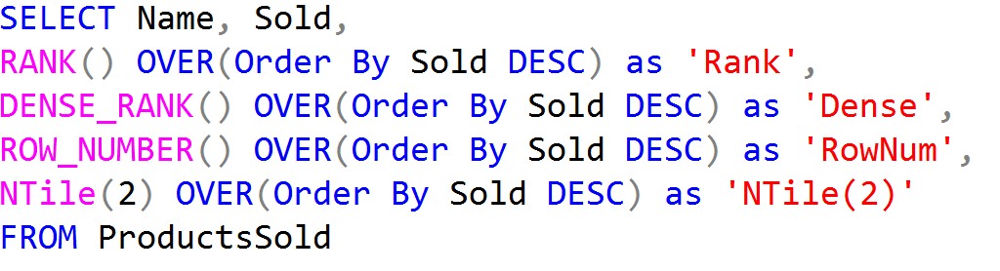 SELECT Name, Sold,
RANK() OVER(Order By Sold DESC) as 'Rank',
DENSE_RANK() OVER(Order By Sold DESC) as 'Dense',
ROW_NUMBER() OVER(Order By Sold DESC) as 'RowNum',
NTile(2) OVER(Order By Sold DESC) as 'NTile(2)'
FROM ProductsSold